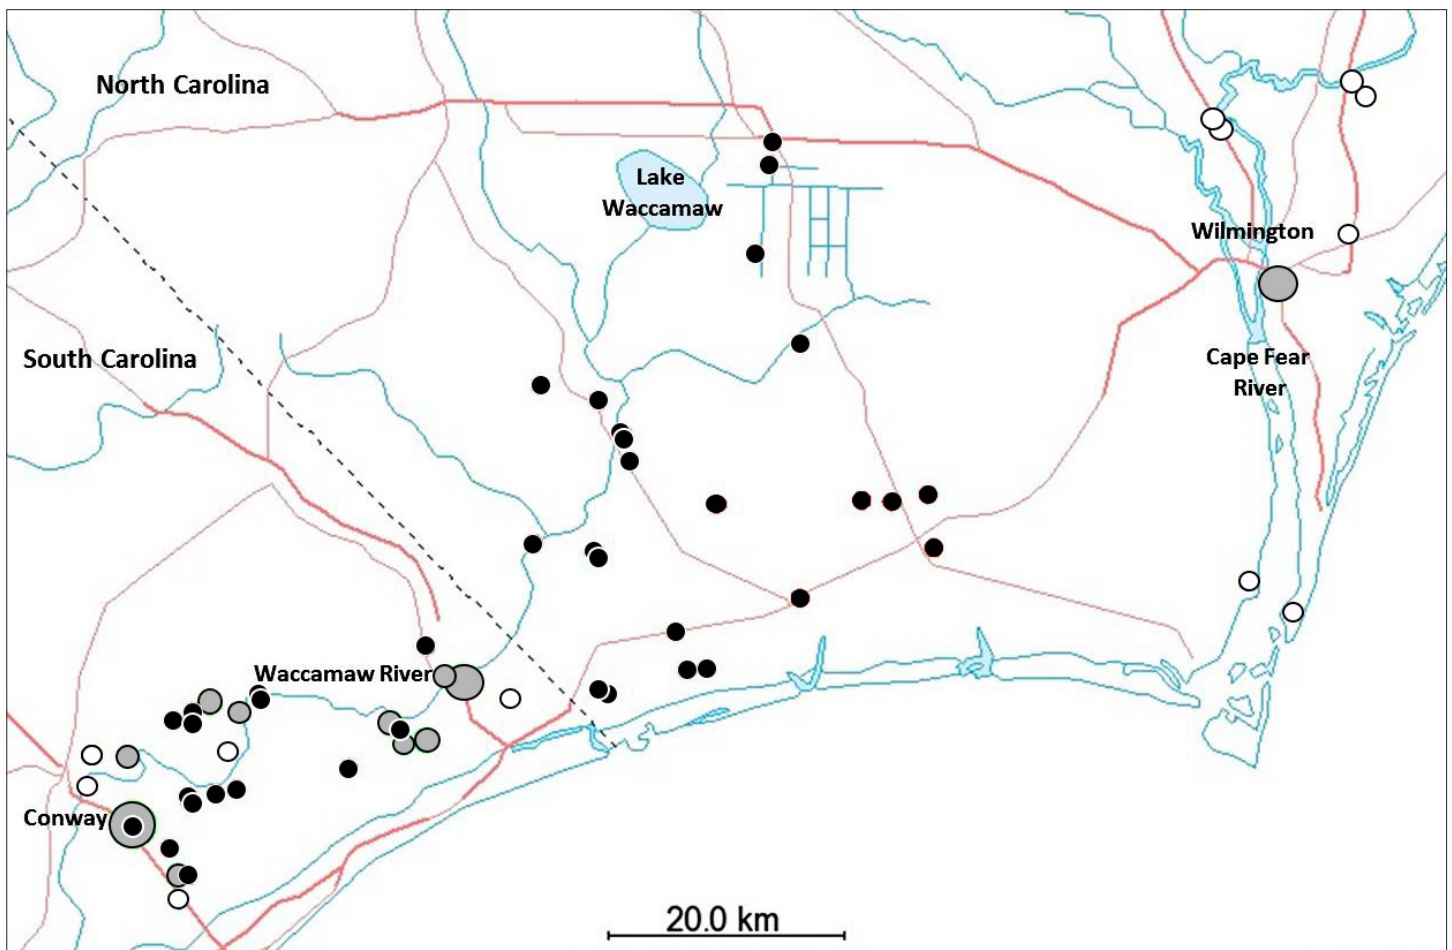 North Carolina
Lake
Waccamaw
Wilmington
South Carolina
Cape Fear
River
Waccamaw River
Conway
20.0 km